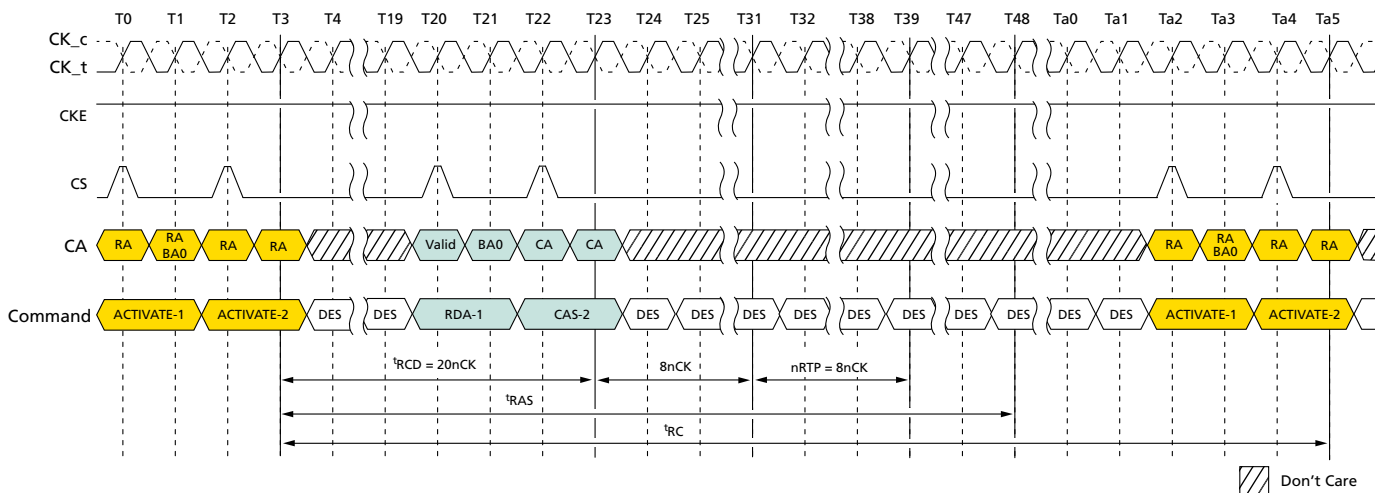 T0 T1 T2 T3 T4 T19 T20 T21 T22 T23 T24 T25 T31 T32 T38 T39 T47 T48 Ta0 Ta1 Ta2 Ta3 Ta4 Ta5
CK_c
CK_t
CKE
CS
CA RA RA BA0 RA RA Valid BA0 CA CA RA RA BA0 RA RA
Command ACTIVATE-1 ACTIVATE-2 DES DES RDA-1 CAS-2 DES DES DES DES DES DES DES DES DES DES ACTIVATE-1 ACTIVATE-2
tRCD = 20nCK 8nCK nRTP = 8nCK
tRAS
tRC
Don't Care